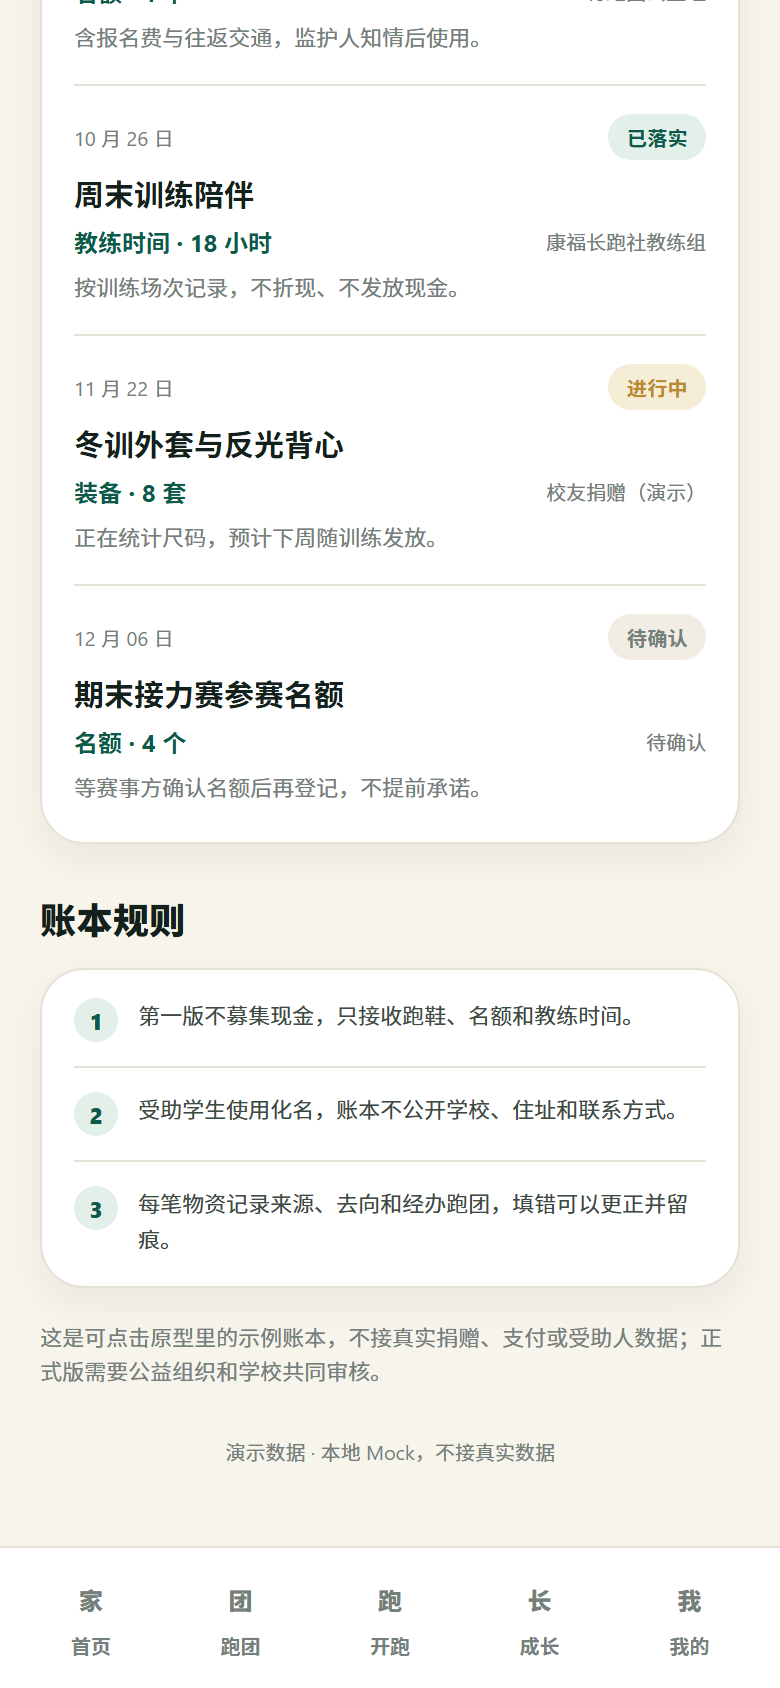 含报名费与往返交通，监护人知情后使用。
10 月 26 日
已落实
周末训练陪伴
教练时间 · 18 小时
康福长跑社教练组
按训练场次记录，不折现、不发放现金。
11 月 22 日
进行中
冬训外套与反光背心
装备 · 8 套
校友捐赠（演示）
正在统计尺码，预计下周随训练发放。
12 月 06 日
待确认
期末接力赛参赛名额
名额 · 4 个
待确认
等赛事方确认名额后再登记，不提前承诺。
账本规则
1
第一版不募集现金，只接收跑鞋、名额和教练时间。
2
受助学生使用化名，账本不公开学校、住址和联系方式。
3
每笔物资记录来源、去向和经办跑团，填错可以更正并留
痕。
这是可点击原型里的示例账本，不接真实捐赠、支付或受助人数据；正
式版需要公益组织和学校共同审核。
演示数据 · 本地 Mock，不接真实数据
家
团
跑
长
我
首页
跑团
开跑
成长
我的